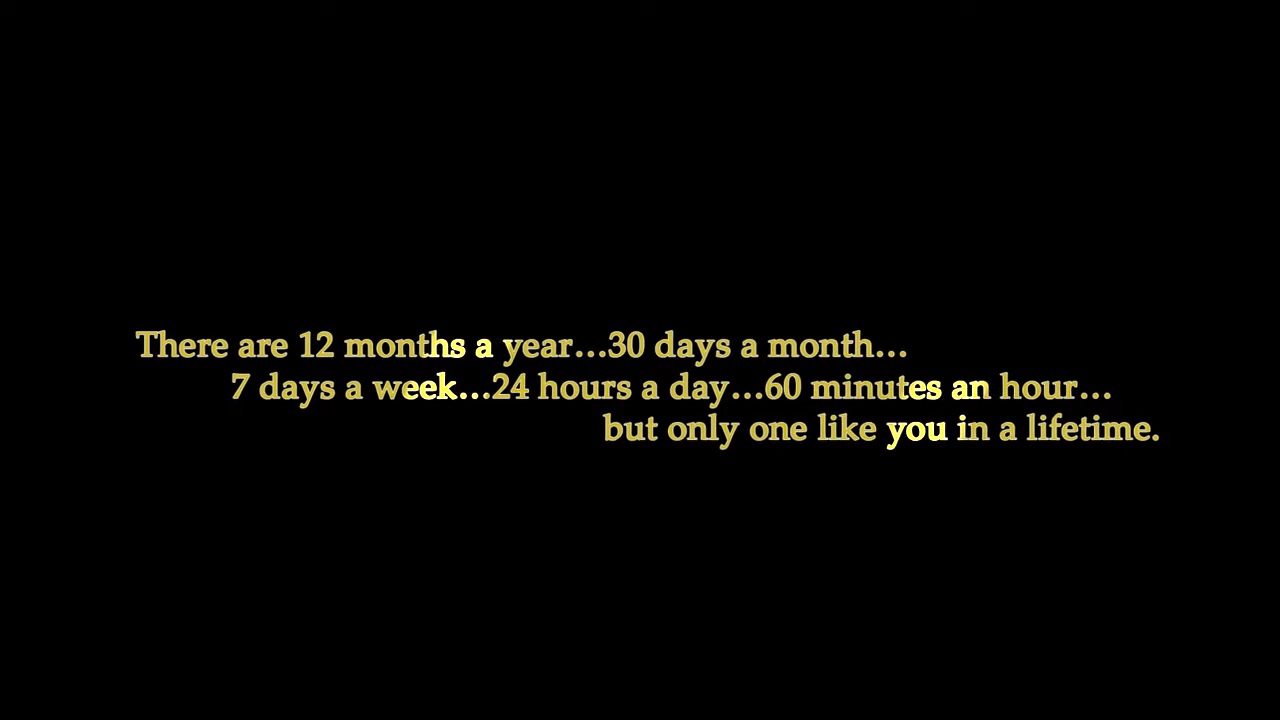 There are 12 months a year...30 days a month...
7 days a week...24 hours a day...60 minutes an hour...
but only one like you in a lifetime.